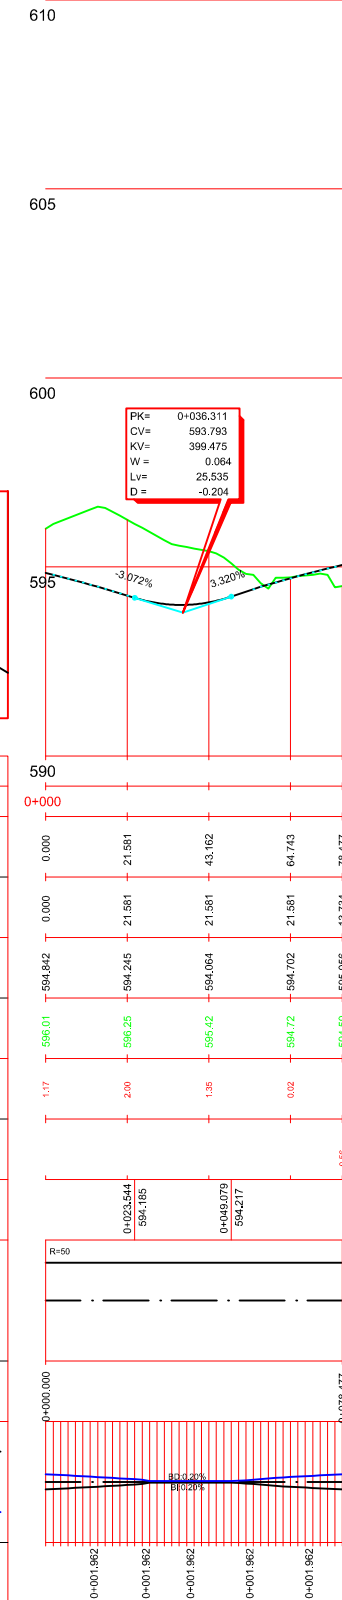 610
605
600
PK= 0+036.311
CV= 593.793
KV= 399.475
W = 0.064
Lv= 25.535
D = -0.204
-3.072% 3.320%
595
590
0+000
0.000 21.581 43.162 64.743 78.477
0.000 21.581 21.581 21.581
594.842 594.245 594.064 594.702
596.01 596.25 595.42 594.72
1.17 2.00 1.35 0.02
0+023.544 0+049.079
594.185 594.217
R=50
0+000.000 0+078.477
BD:0.20%
BI:0.20%
0+001.962 0+001.962 0+001.962 0+001.962 0+001.962